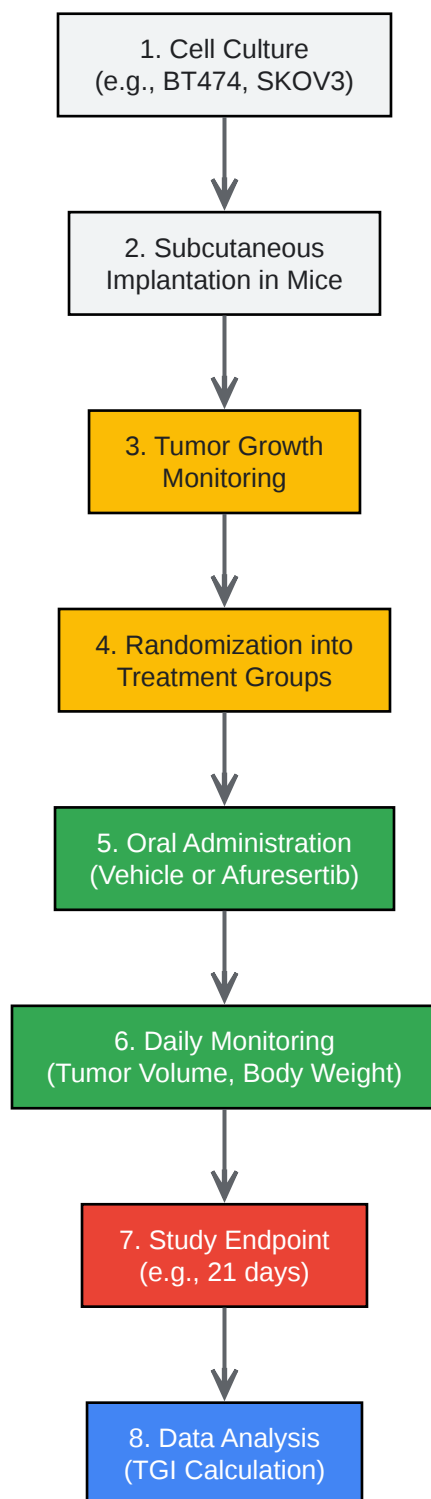 1. Cell Culture
(e.g., BT474, SKOV3)
2. Subcutaneous
Implantation in Mice
3. Tumor Growth
Monitoring
4. Randomization into
Treatment Groups
5. Oral Administration
(Vehicle or Afuresertib)
6. Daily Monitoring
(Tumor Volume, Body Weight)
7. Study Endpoint
(e.g., 21 days)
8. Data Analysis
(TGI Calculation)